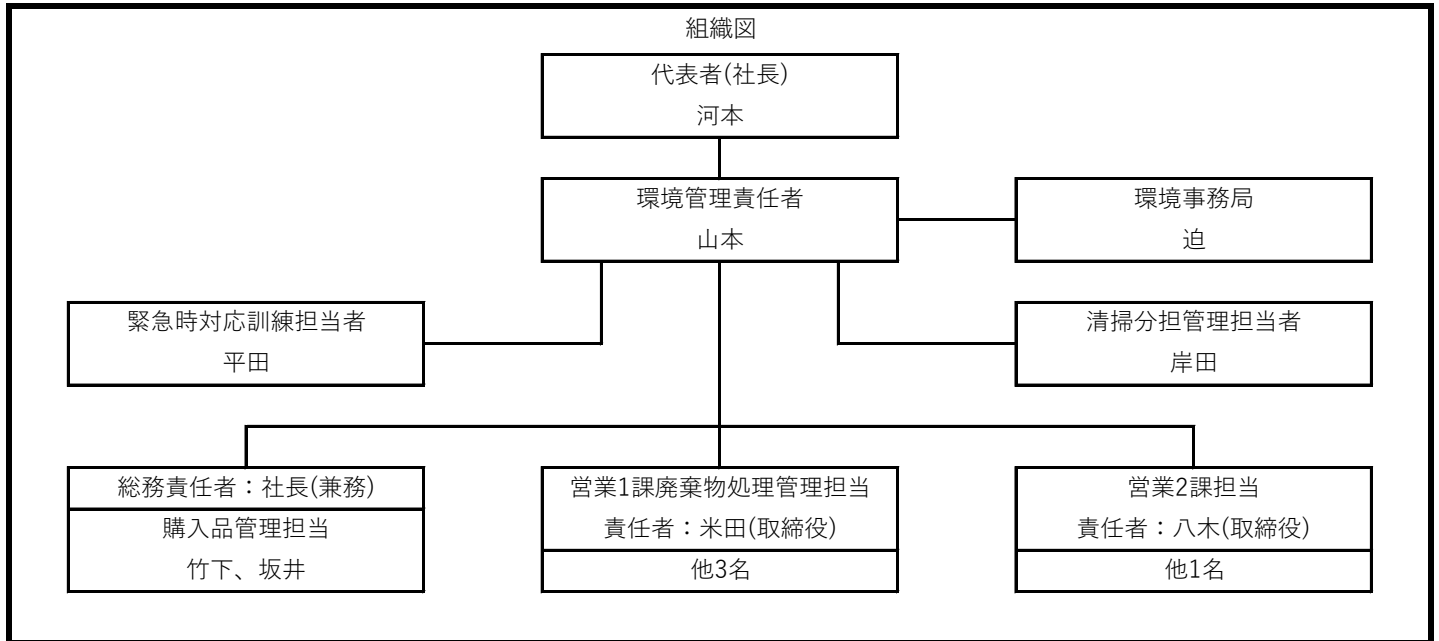 組織図
代表者(社長)
河本
環境管理責任者
山本
環境事務局
迫
緊急時対応訓練担当者
平田
清掃分担管理担当者
岸田
総務責任者：社長(兼務)
購入品管理担当
竹下、坂井
営業1課廃棄物処理管理担当
責任者：米田(取締役)
他3名
営業2課担当
責任者：八木(取締役)
他1名